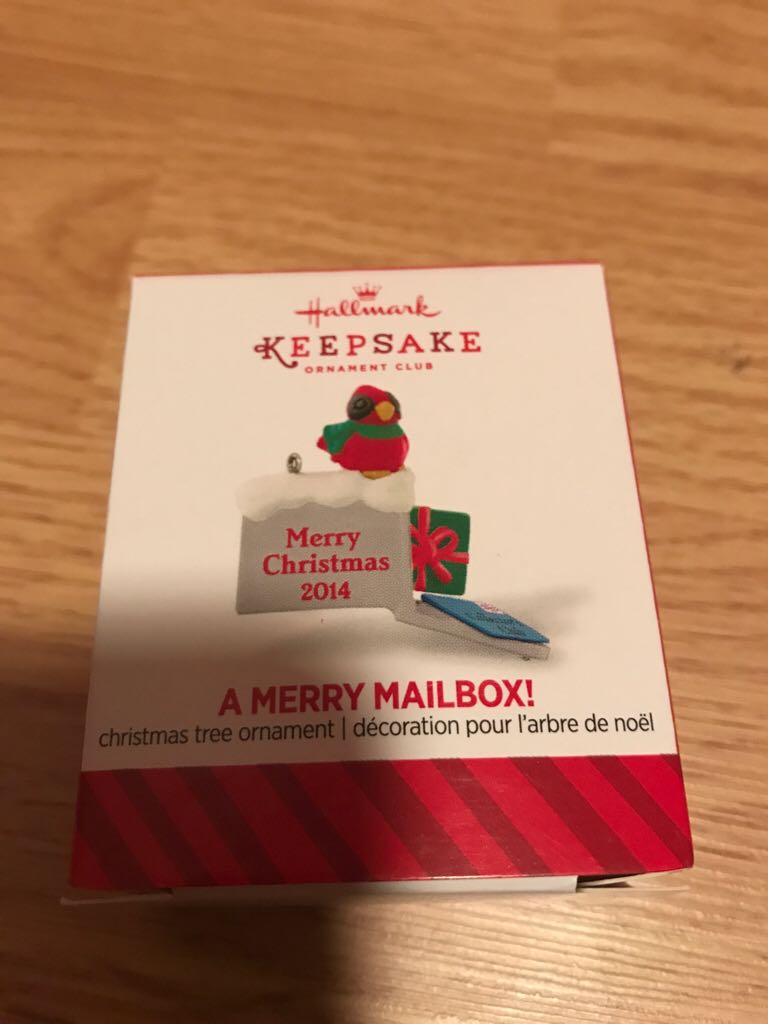 Hallmark
KEEPSAKE
ORNAMENT CLUB
Merry
Christmas
2014
A MERRY MAILBOX!
christmas tree ornament | décoration pour l'arbre de noël